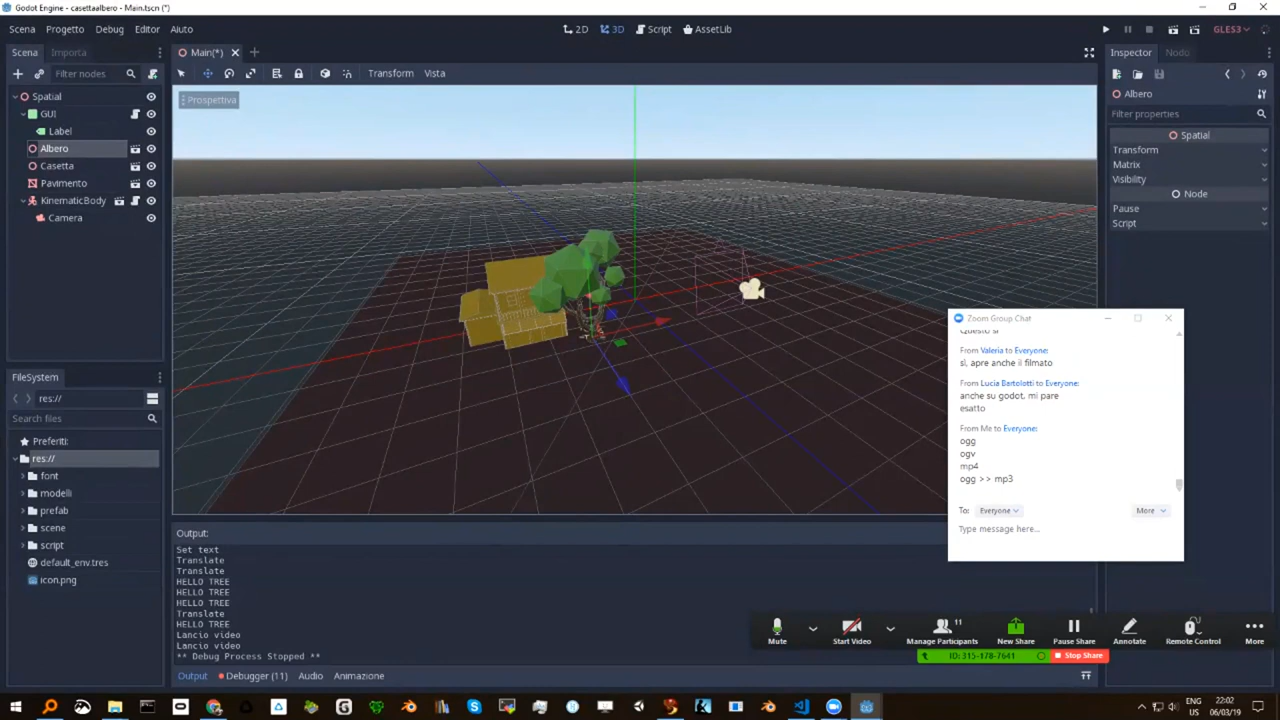 Godot Engine - casettaalbero - Main.tscn (*)
Scena Progetto Debug Editor Aiuto
2D 3D Script AssetLib
GLES3
Scena Importa
Filter nodes
Spatial
GUI
Label
Albero
Casetta
Pavimento
KinematicBody
Camera
FileSystem
res://
Search files
Preferiti:
res://
font
modelli
prefab
scene
script
default_env.tres
icon.png
Main(*)
Transform Vista
Prospettiva
Output:
Set text
Translate
Translate
HELLO TREE
HELLO TREE
HELLO TREE
Translate
HELLO TREE
Lancio video
Lancio video
** Debug Process Stopped **
Output Debugger (11) Audio Animazione
Inspector Nodo
Albero
Filter properties
Spatial
Transform
Matrix
Visibility
Node
Pause
Script
Zoom Group Chat
Questo sì
From Valeria to Everyone:
sì, apre anche il filmato
From Lucia Bartolotti to Everyone:
anche su godot, mi pare
esatto
From Me to Everyone:
ogg
ogv
mp4
ogg >> mp3
To: Everyone More
Type message here...
11
Mute Start Video Manage Participants New Share Pause Share Annotate Remote Control More
ID: 315-178-7641 Stop Share
ENG 22:02
US 06/03/19